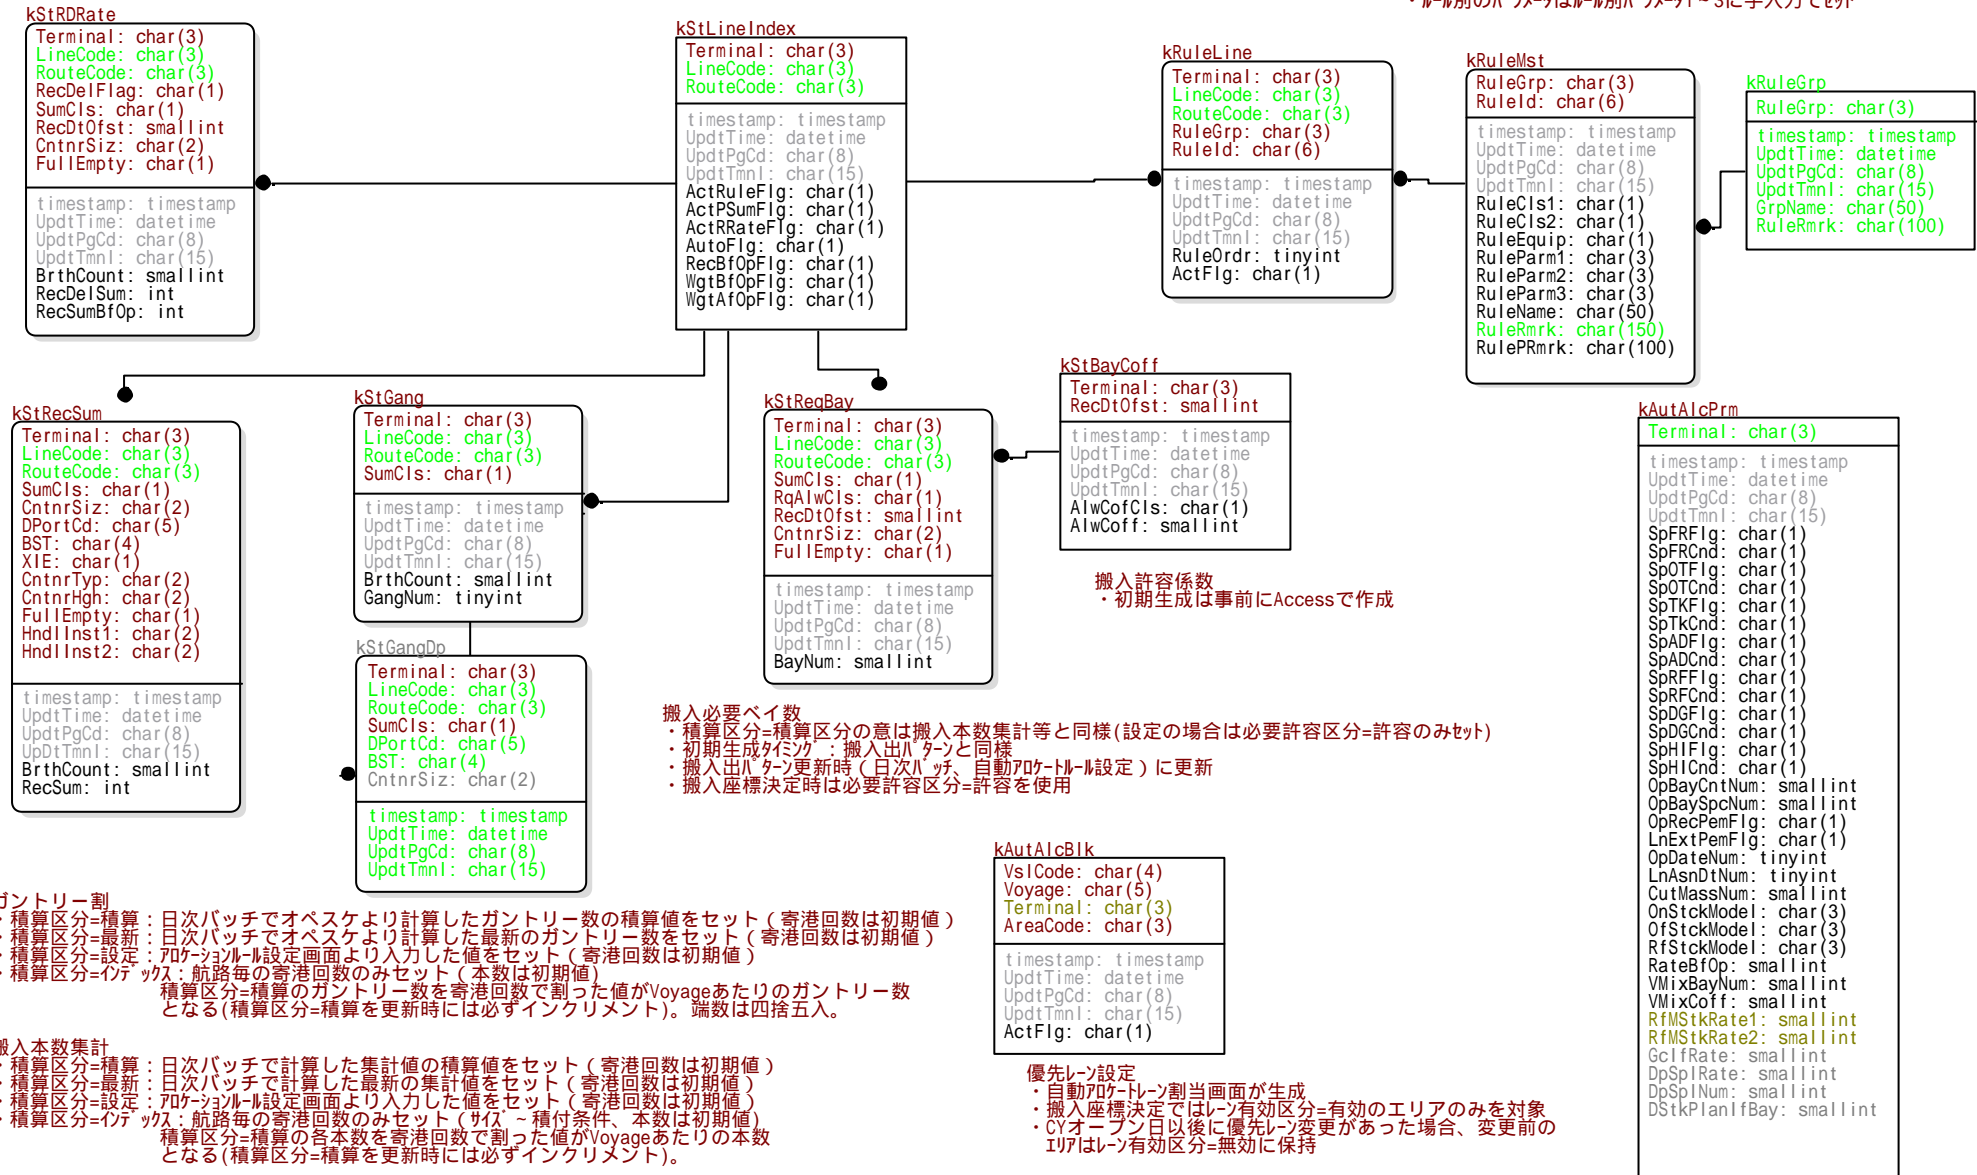 ・ﾙｰﾙ別のﾊﾟﾗﾒｰﾀはﾙｰﾙ別ﾊﾟﾗﾒｰﾀ1~3に手入力でｾｯﾄ
kStRDRate
Terminal: char(3)
LineCode: char(3)
RouteCode: char(3)
RecDelFlag: char(1)
SumCls: char(1)
RecDtOfst: smallint
CntnrSiz: char(2)
FullEmpty: char(1)
timestamp: timestamp
UpdtTime: datetime
UpdtPgCd: char(8)
UpdtTmnl: char(15)
BrthCount: smallint
RecDelSum: int
RecSumBfOp: int
kStLineIndex
Terminal: char(3)
LineCode: char(3)
RouteCode: char(3)
timestamp: timestamp
UpdtTime: datetime
UpdtPgCd: char(8)
UpdtTmnl: char(15)
ActRuleFlg: char(1)
ActPSumFlg: char(1)
ActRRateFlg: char(1)
AutoFlg: char(1)
RecBfOpFlg: char(1)
WgtBfOpFlg: char(1)
WgtAfOpFlg: char(1)
kRuleLine
Terminal: char(3)
LineCode: char(3)
RouteCode: char(3)
RuleGrp: char(3)
RuleId: char(6)
timestamp: timestamp
UpdtTime: datetime
UpdtPgCd: char(8)
UpdtTmnl: char(15)
RuleOrdr: tinyint
ActFlg: char(1)
kRuleMst
RuleGrp: char(3)
RuleId: char(6)
timestamp: timestamp
UpdtTime: datetime
UpdtPgCd: char(8)
UpdtTmnl: char(15)
RuleCls1: char(1)
RuleCls2: char(1)
RuleEquip: char(1)
RuleParm1: char(3)
RuleParm2: char(3)
RuleParm3: char(3)
RuleName: char(50)
RuleRmrk: char(150)
RulePRmrk: char(100)
kRuleGrp
RuleGrp: char(3)
timestamp: timestamp
UpdtTime: datetime
UpdtPgCd: char(8)
UpdtTmnl: char(15)
GrpName: char(50)
RuleRmrk: char(100)
kStRecSum
Terminal: char(3)
LineCode: char(3)
RouteCode: char(3)
SumCls: char(1)
CntnrSiz: char(2)
DPortCd: char(5)
BST: char(4)
XIE: char(1)
CntnrTyp: char(2)
CntnrHgh: char(2)
FullEmpty: char(1)
HndlInst1: char(2)
HndlInst2: char(2)
timestamp: timestamp
UpdtTime: datetime
UpdtPgCd: char(8)
UpDtTmnl: char(15)
BrthCount: smallint
RecSum: int
kStGang
Terminal: char(3)
LineCode: char(3)
RouteCode: char(3)
SumCls: char(1)
timestamp: timestamp
UpdtTime: datetime
UpdtPgCd: char(8)
UpdtTmnl: char(15)
BrthCount: smallint
GangNum: tinyint
kStGangDp
Terminal: char(3)
LineCode: char(3)
RouteCode: char(3)
SumCls: char(1)
DPortCd: char(5)
BST: char(4)
CntnrSiz: char(2)
timestamp: timestamp
UpdtTime: datetime
UpdtPgCd: char(8)
UpdtTmnl: char(15)
kStReqBay
Terminal: char(3)
LineCode: char(3)
RouteCode: char(3)
SumCls: char(1)
RqAlwCls: char(1)
RecDtOfst: smallint
CntnrSiz: char(2)
FullEmpty: char(1)
timestamp: timestamp
UpdtTime: datetime
UpdtPgCd: char(8)
UpdtTmnl: char(15)
BayNum: smallint
kStBayCoff
Terminal: char(3)
RecDtOfst: smallint
timestamp: timestamp
UpdtTime: datetime
UpdtPgCd: char(8)
UpdtTmnl: char(15)
AlwCofCls: char(1)
AlwCoff: smallint
搬入許容係数
・初期生成は事前にAccessで作成
搬入必要ベイ数
・積算区分=積算区分の意は搬入本数集計等と同様(設定の場合は必要許容区分=許容のみｾｯﾄ)
・初期生成ﾀｲﾐﾝｸﾞ：搬入出ﾊﾟﾀｰﾝと同様
・搬入出ﾊﾟﾀｰﾝ更新時(日次ﾊﾞｯﾁ、自動ｱﾛｹｰﾄﾙｰﾙ設定)に更新
・搬入座標決定時は必要許容区分=許容を使用
kAutAlcPrm
Terminal: char(3)
timestamp: timestamp
UpdtTime: datetime
UpdtPgCd: char(8)
UpdtTmnl: char(15)
SpFRFlg: char(1)
SpFRCnd: char(1)
SpOTFlg: char(1)
SpOTCnd: char(1)
SpTKFlg: char(1)
SpTkCnd: char(1)
SpADFlg: char(1)
SpADCnd: char(1)
SpRFFlg: char(1)
SpRFCnd: char(1)
SpDGFlg: char(1)
SpDGCnd: char(1)
SpHIFlg: char(1)
SpHICnd: char(1)
OpBayCntNum: smallint
OpBaySpcNum: smallint
OpRecPemFlg: char(1)
LnExtPemFlg: char(1)
OpDateNum: tinyint
LnAsnDtNum: tinyint
CutMassNum: smallint
OnStckModel: char(3)
OfStckModel: char(3)
RfStckModel: char(3)
RateBfOp: smallint
VMixBayNum: smallint
VMixCoff: smallint
RfMStkRate1: smallint
RfMStkRate2: smallint
GcIfRate: smallint
DpSplRate: smallint
DpSplNum: smallint
DStkPlanIfBay: smallint
kAutAlcBlk
VslCode: char(4)
Voyage: char(5)
Terminal: char(3)
AreaCode: char(3)
timestamp: timestamp
UpdtTime: datetime
UpdtPgCd: char(8)
UpdtTmnl: char(15)
ActFlg: char(1)
優先ﾚｰﾝ設定
・自動ｱﾛｹｰﾄﾚｰﾝ割当画面が生成
・搬入座標決定ではﾚｰﾝ有効区分=有効のエリアのみを対象
・CYオープン日以後に優先ﾚｰﾝ変更があった場合、変更前の
ｴﾘｱはﾚｰﾝ有効区分=無効に保持
ガントリー割
・積算区分=積算：日次バッチでオペスケより計算したガントリー数の積算値をセット(寄港回数は初期値)
・積算区分=最新：日次バッチでオペスケより計算した最新のガントリー数をセット(寄港回数は初期値)
・積算区分=設定：ｱﾛｹｰｼｮﾝﾙｰﾙ設定画面より入力した値をセット(寄港回数は初期値)
・積算区分=ｲﾝﾃﾞｯｸｽ：航路毎の寄港回数のみセット(本数は初期値)
積算区分=積算のガントリー数を寄港回数で割った値がVoyageあたりのガントリー数
となる(積算区分=積算を更新時には必ずインクリメント)。端数は四捨五入。
搬入本数集計
・積算区分=積算：日次バッチで計算した集計値の積算値をセット(寄港回数は初期値)
・積算区分=最新：日次バッチで計算した最新の集計値をセット(寄港回数は初期値)
・積算区分=設定：ｱﾛｹｰｼｮﾝﾙｰﾙ設定画面より入力した値をセット(寄港回数は初期値)
・積算区分=ｲﾝﾃﾞｯｸｽ：航路毎の寄港回数のみセット(ｻｲｽﾞ~積付条件、本数は初期値)
積算区分=積算の各本数を寄港回数で割った値がVoyageあたりの本数
となる(積算区分=積算を更新時には必ずインクリメント)。